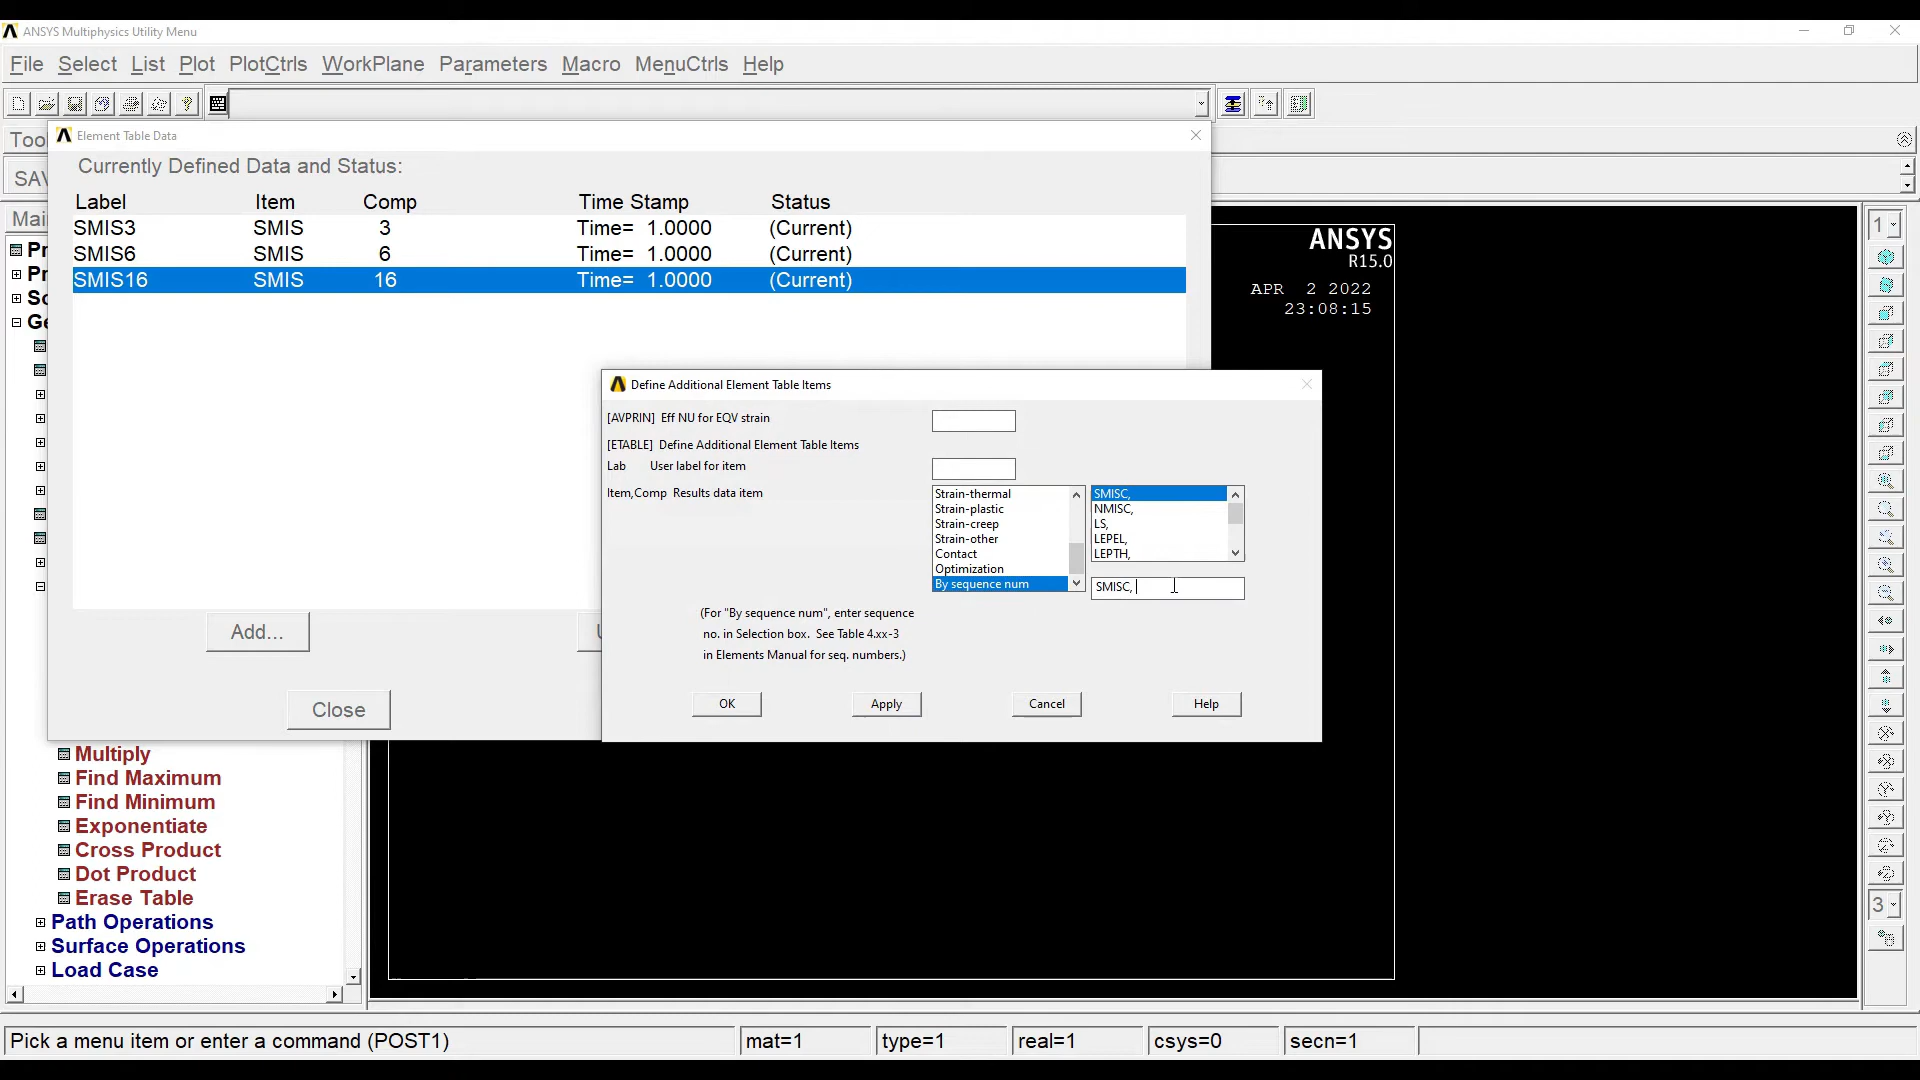 ANSYS Multiphysics Utility Menu
File Select List Plot PlotCtrls WorkPlane Parameters Macro MenuCtrls Help
Element Table Data
Currently Defined Data and Status:
Label Item Comp Time Stamp Status
SMIS3 SMIS 3 Time= 1.0000 (Current)
SMIS6 SMIS 6 Time= 1.0000 (Current)
SMIS16 SMIS 16 Time= 1.0000 (Current)
Add...
Close
ANSYS
R15.0
APR 2 2022
23:08:15
Define Additional Element Table Items
[AVPRIN] Eff NU for EQV strain
[ETABLE] Define Additional Element Table Items
Lab User label for item
Item,Comp Results data item
Strain-thermal
Strain-plastic
Strain-creep
Strain-other
Contact
Optimization
By sequence num
SMISC,
NMISC,
LS,
LEPEL,
LEPTH,
SMISC,
(For "By sequence num", enter sequence
no. in Selection box. See Table 4.xx-3
in Elements Manual for seq. numbers.)
OK Apply Cancel Help
Multiply
Find Maximum
Find Minimum
Exponentiate
Cross Product
Dot Product
Erase Table
Path Operations
Surface Operations
Load Case
1
3
Pick a menu item or enter a command (POST1) mat=1 type=1 real=1 csys=0 secn=1